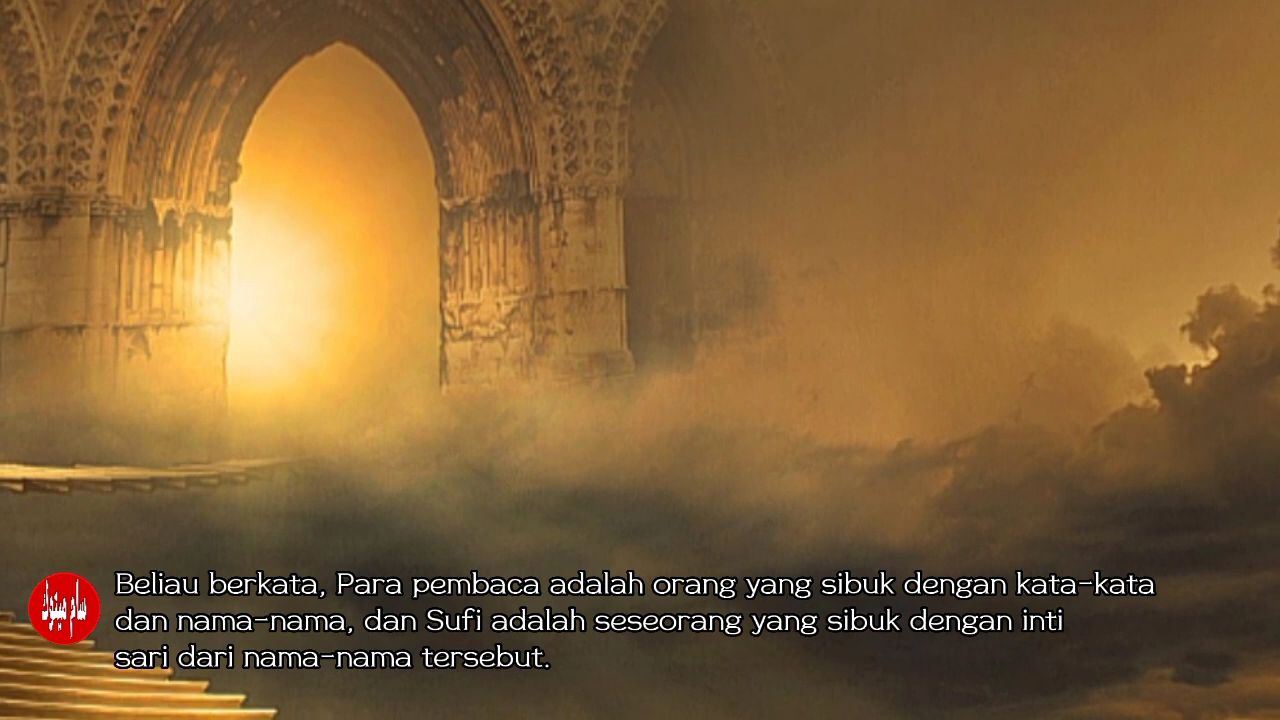 Beliau berkata, Para pembaca adalah orang yang sibuk dengan kata-kata
dan nama-nama, dan Sufi adalah seseorang yang sibuk dengan inti
sari dari nama-nama tersebut.